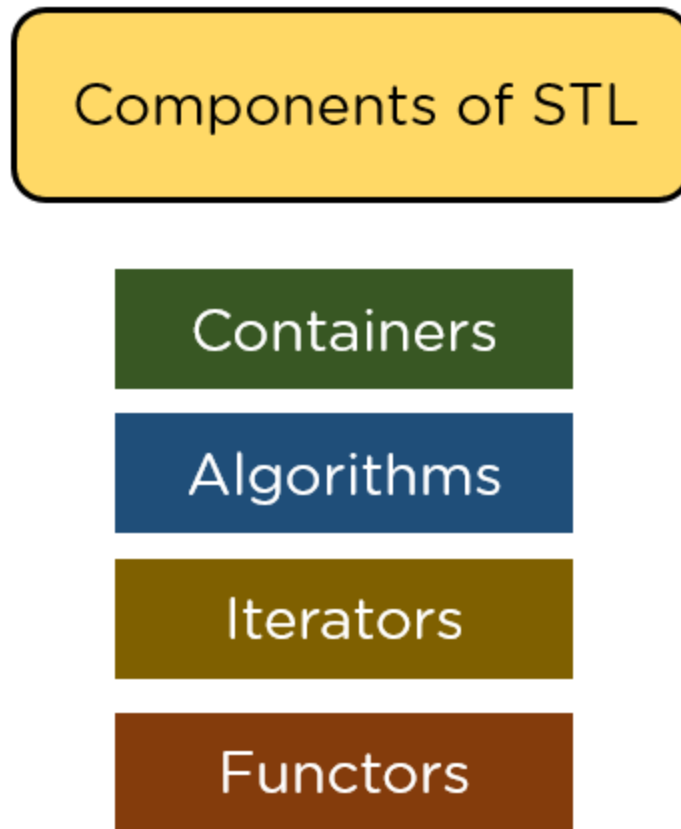 Components of STL
Containers
Algorithms
Iterators
Functors